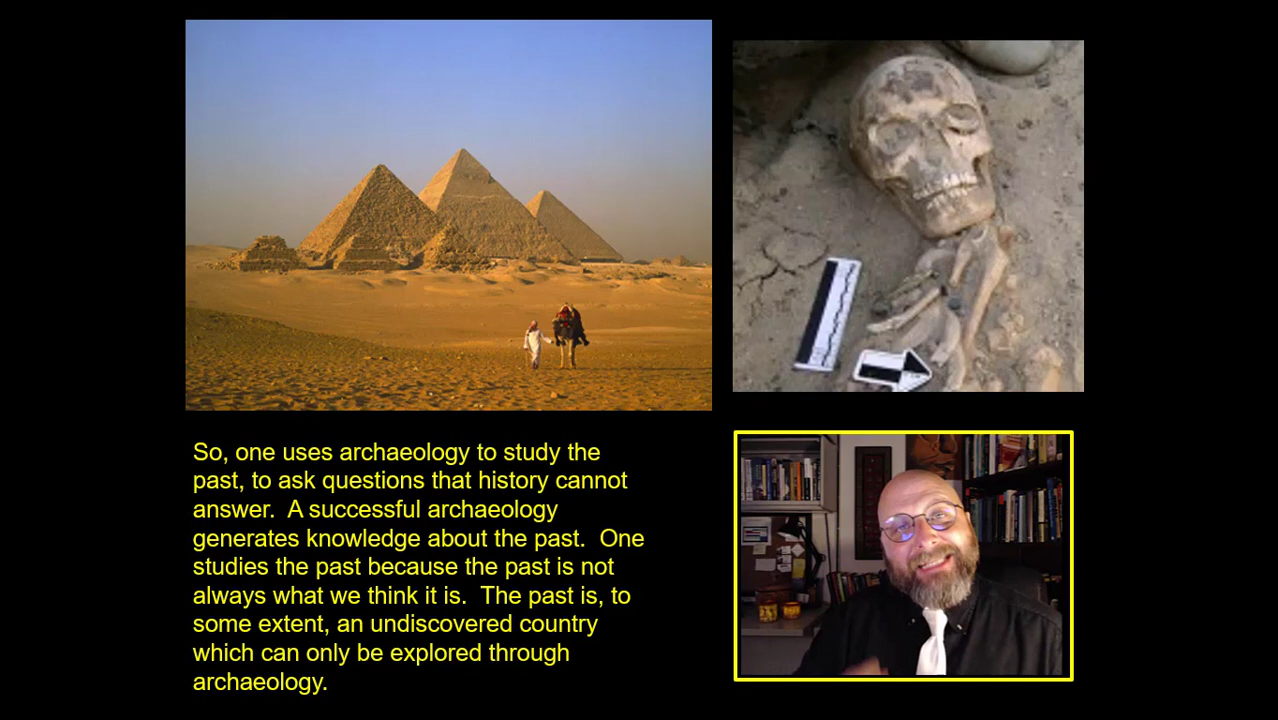 So, one uses archaeology to study the
past, to ask questions that history cannot
answer.  A successful archaeology
generates knowledge about the past.  One
studies the past because the past is not
always what we think it is.  The past is, to
some extent, an undiscovered country
which can only be explored through
archaeology.